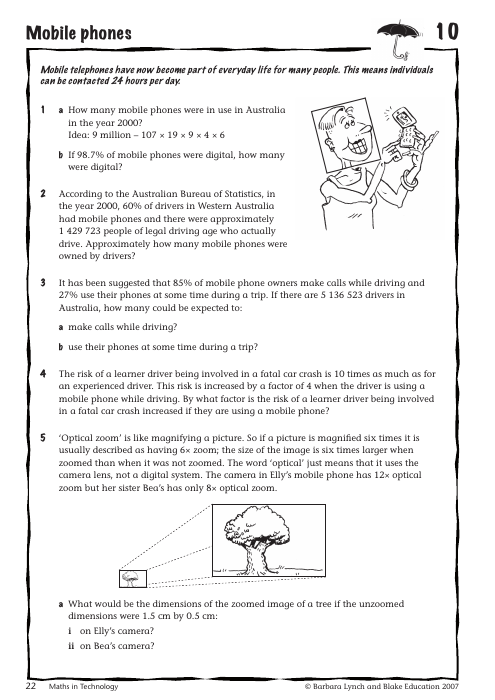 Mobile phones
10
Mobile telephones have now become part of everyday life for many people. This means individuals
can be contacted 24 hours per day.
1 a How many mobile phones were in use in Australia
in the year 2000?
Idea: 9 million – 107 × 19 × 9 × 4 × 6
b If 98.7% of mobile phones were digital, how many
were digital?
2 According to the Australian Bureau of Statistics, in
the year 2000, 60% of drivers in Western Australia
had mobile phones and there were approximately
1 429 723 people of legal driving age who actually
drive. Approximately how many mobile phones were
owned by drivers?
3 It has been suggested that 85% of mobile phone owners make calls while driving and
27% use their phones at some time during a trip. If there are 5 136 523 drivers in
Australia, how many could be expected to:
a make calls while driving?
b use their phones at some time during a trip?
4 The risk of a learner driver being involved in a fatal car crash is 10 times as much as for
an experienced driver. This risk is increased by a factor of 4 when the driver is using a
mobile phone while driving. By what factor is the risk of a learner driver being involved
in a fatal car crash increased if they are using a mobile phone?
5 ‘Optical zoom’ is like magnifying a picture. So if a picture is magnified six times it is
usually described as having 6× zoom; the size of the image is six times larger when
zoomed than when it was not zoomed. The word ‘optical’ just means that it uses the
camera lens, not a digital system. The camera in Elly’s mobile phone has 12× optical
zoom but her sister Bea’s has only 8× optical zoom.
a What would be the dimensions of the zoomed image of a tree if the unzoomed
dimensions were 1.5 cm by 0.5 cm:
i on Elly’s camera?
ii on Bea’s camera?
22 Maths in Technology
© Barbara Lynch and Blake Education 2007